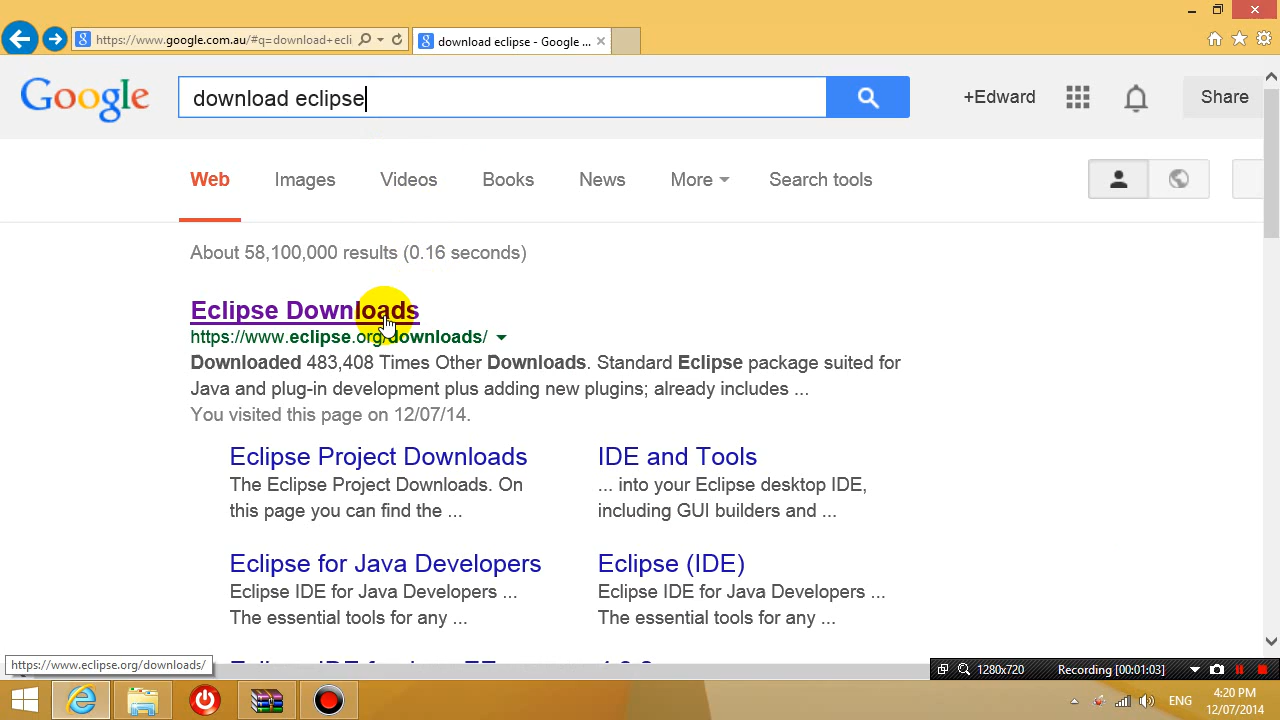 https://www.google.com.au/#q=download+ecli
download eclipse - Google ...
Google
download eclipse
+Edward
Share
Web
Images
Videos
Books
News
More
Search tools
About 58,100,000 results (0.16 seconds)
Eclipse Downloads
https://www.eclipse.org/downloads/
Downloaded 483,408 Times Other Downloads. Standard Eclipse package suited for
Java and plug-in development plus adding new plugins; already includes ...
You visited this page on 12/07/14.
Eclipse Project Downloads
The Eclipse Project Downloads. On
this page you can find the ...
IDE and Tools
... into your Eclipse desktop IDE,
including GUI builders and ...
Eclipse for Java Developers
Eclipse IDE for Java Developers ...
The essential tools for any ...
Eclipse (IDE)
Eclipse IDE for Java Developers ...
The essential tools for any ...
https://www.eclipse.org/downloads/
1280x720
Recording [00:01:03]
ENG
4:20 PM
12/07/2014